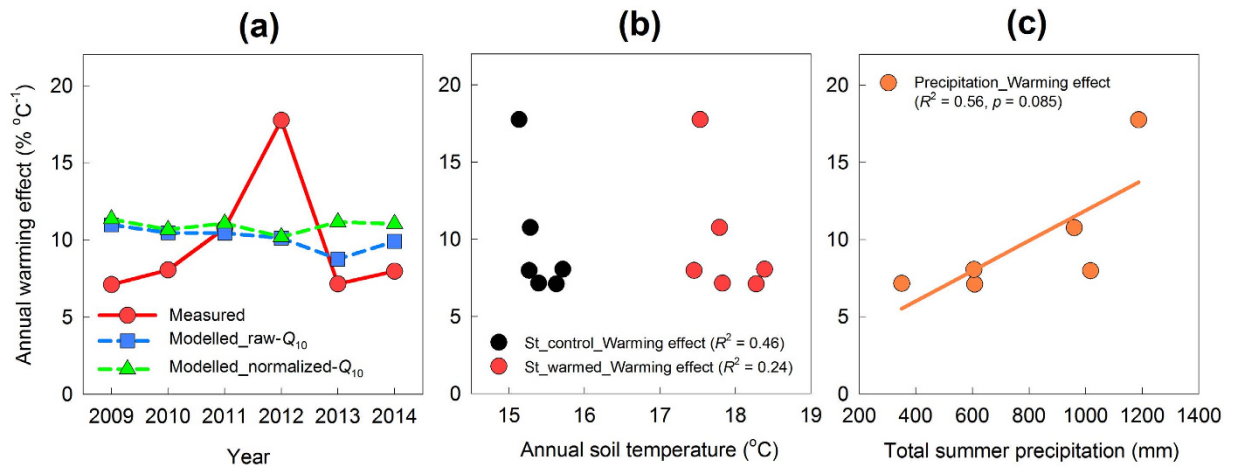 (a)
(b)
(c)
Annual warming effect (% °C⁻¹)
20
15
10
5
0
Measured
Modelled_raw-Q₁₀
Modelled_normalized-Q₁₀
2009 2010 2011 2012 2013 2014
Year
20
15
10
5
0
St_control_Warming effect (R² = 0.46)
St_warmed_Warming effect (R² = 0.24)
15 16 17 18 19
Annual soil temperature (°C)
20
15
10
5
0
Precipitation_Warming effect
(R² = 0.56, p = 0.085)
200 400 600 800 1000 1200 1400
Total summer precipitation (mm)